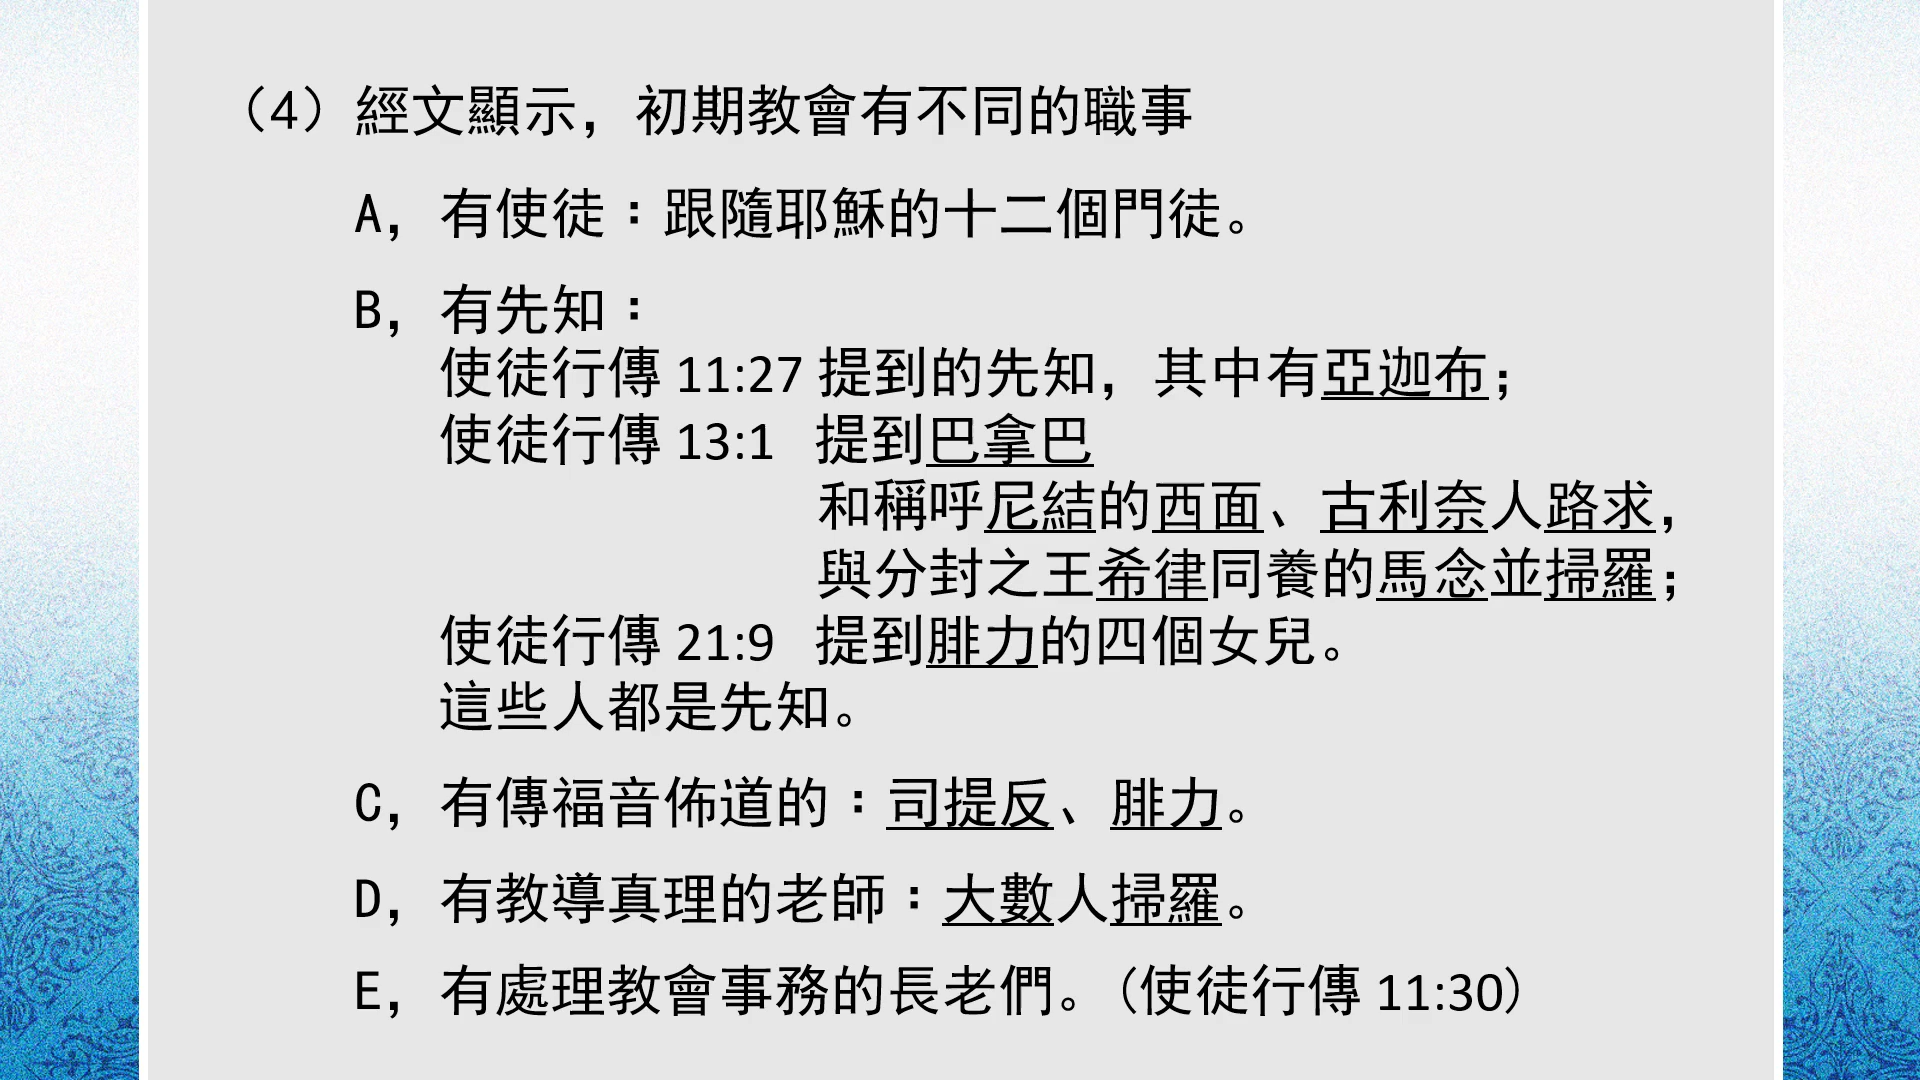 （4）經文顯示，初期教會有不同的職事
A，有使徒：跟隨耶穌的十二個門徒。
B，有先知：
使徒行傳 11:27 提到的先知，其中有亞迦布；
使徒行傳 13:1 提到巴拿巴
和稱呼尼結的西面、古利奈人路求，
與分封之王希律同養的馬念並掃羅；
使徒行傳 21:9 提到腓力的四個女兒。
這些人都是先知。
C，有傳福音佈道的：司提反、腓力。
D，有教導真理的老師：大數人掃羅。
E，有處理教會事務的長老們。（使徒行傳 11:30）